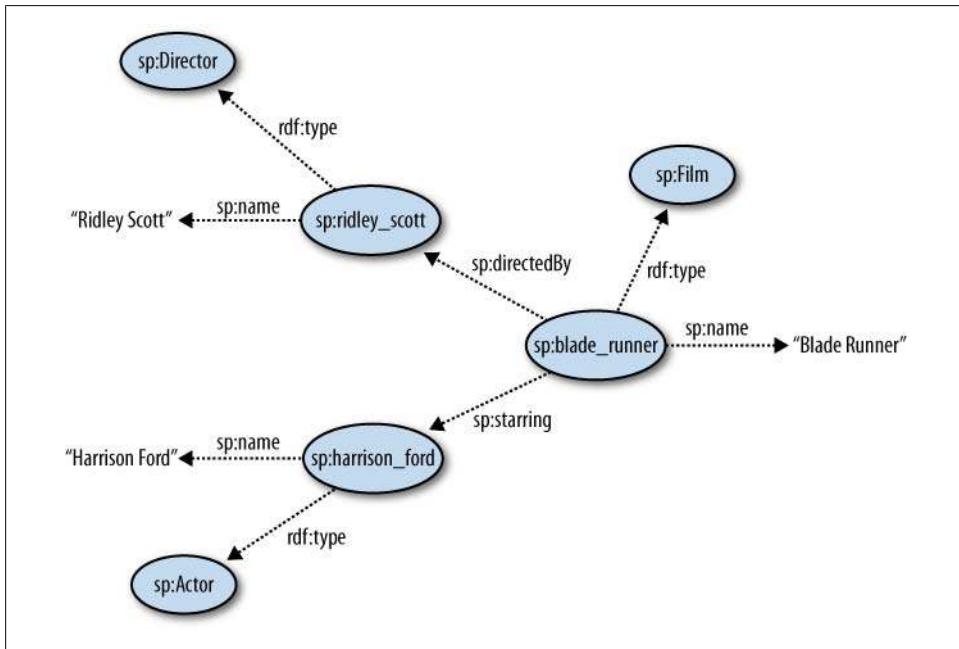 sp:Director
rdf:type
sp:Film
"Ridley Scott"
sp:name
sp:ridley_scott
sp:directedBy
rdf:type
sp:name
sp:blade_runner
"Blade Runner"
sp:starring
sp:name
"Harrison Ford"
sp:harrison_ford
rdf:type
sp:Actor